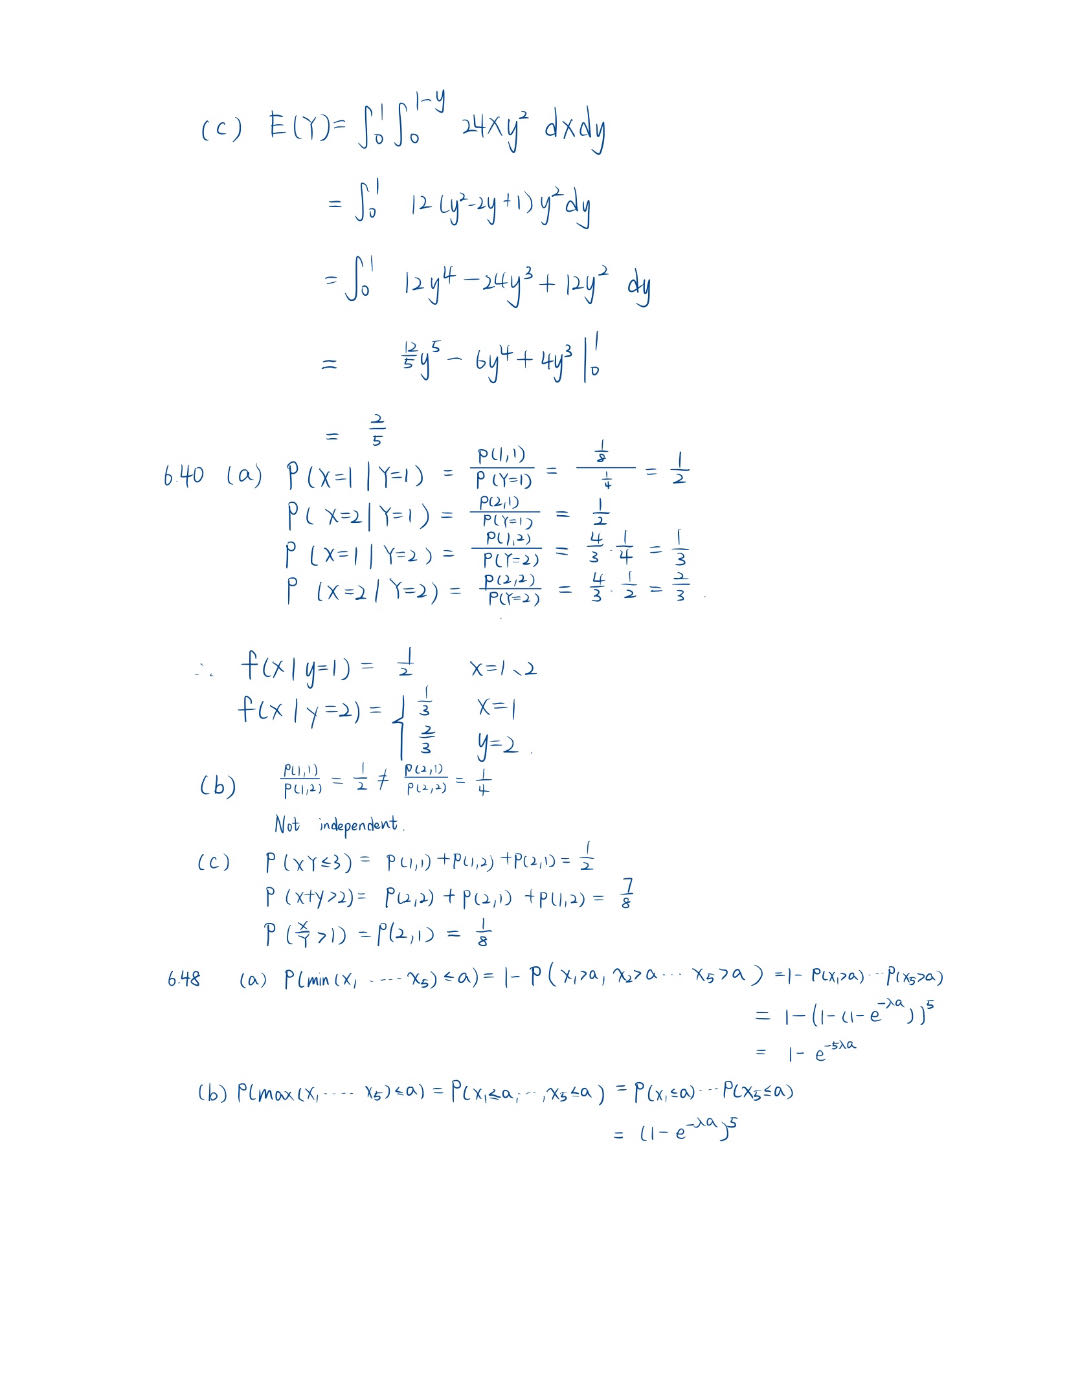 (c) E(Y)= ∫₀¹∫₀^{1-y} 24xy² dxdy
= ∫₀¹ 12(y²-2y+1)y²dy
= ∫₀¹ 12y⁴-24y³+12y² dy
= 12/5 y⁵- 6y⁴+4y³ |₀¹
= 2/5
6.40 (a) P(X=1|Y=1) = P(1,1)/P(Y=1) = (1/8)/(1/4) = 1/2
P(X=2|Y=1) = P(2,1)/P(Y=1) = 1/2
P(X=1|Y=2) = P(1,2)/P(Y=2) = 4/3·1/4 = 1/3
P(X=2|Y=2) = P(2,2)/P(Y=2) = 4/3·1/2 = 2/3.
∴ f(x|y=1) = 1/2 x=1、2
f(x|y=2) = { 1/3 x=1
2/3 y=2.
(b) P(1,1)/P(1,2) = 1/2 ≠ P(2,1)/P(2,2) = 1/4
Not independent.
(c) P(XY≤3) = P(1,1)+P(1,2)+P(2,1) = 1/2
P(X+Y>2) = P(2,2)+P(2,1)+P(1,2) = 7/8
P(X/Y>1) = P(2,1) = 1/8
6.48 (a) P(min(X₁ ····· X₅)≤a) = 1- P(X₁>a, X₂>a ··· X₅>a) = 1- P(X₁>a)···P(X₅>a)
= 1-(1-(1-e^{-λa}))⁵
= 1- e^{-5λa}
(b) P(max(X₁ ···· X₅)≤a) = P(X₁≤a, ··· ,X₅≤a) = P(X₁≤a)···P(X₅≤a)
= (1-e^{-λa})⁵